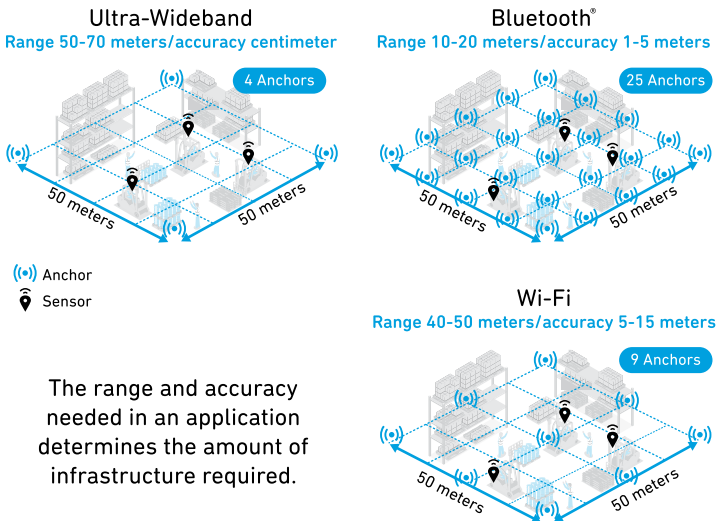 Ultra-Wideband
Range 50-70 meters/accuracy centimeter
4 Anchors
50 meters
50 meters
Bluetooth®
Range 10-20 meters/accuracy 1-5 meters
25 Anchors
50 meters
50 meters
Anchor
Sensor
Wi-Fi
Range 40-50 meters/accuracy 5-15 meters
9 Anchors
50 meters
50 meters
The range and accuracy
needed in an application
determines the amount of
infrastructure required.